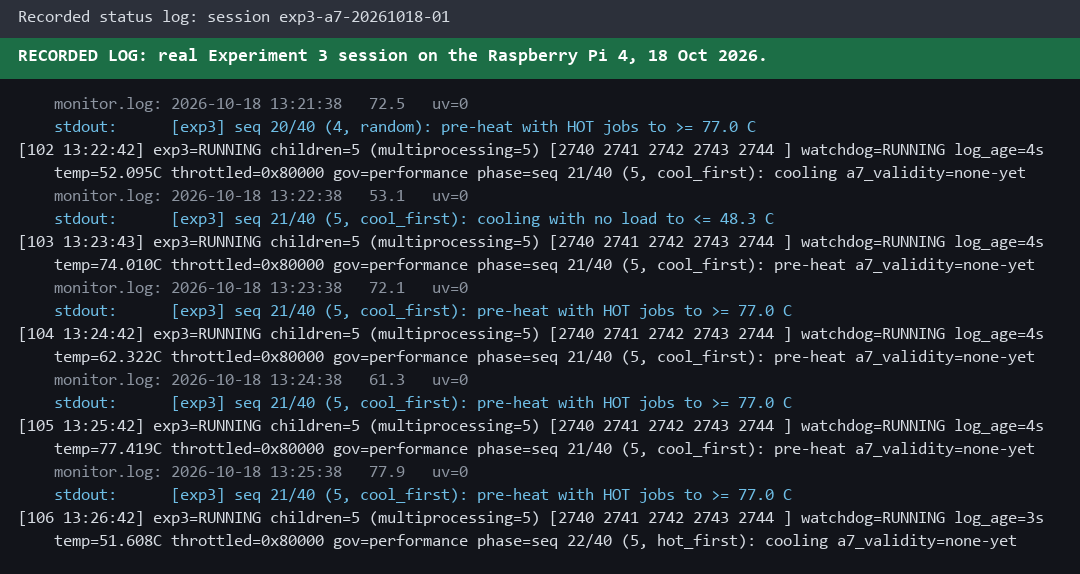 Recorded status log: session exp3-a7-20261018-01
RECORDED LOG: real Experiment 3 session on the Raspberry Pi 4, 18 Oct 2026.
monitor.log: 2026-10-18 13:21:38   72.5   uv=0
stdout:      [exp3] seq 20/40 (4, random): pre-heat with HOT jobs to >= 77.0 C
[102 13:22:42] exp3=RUNNING children=5 (multiprocessing=5) [2740 2741 2742 2743 2744 ] watchdog=RUNNING log_age=4s
temp=52.095C throttled=0x80000 gov=performance phase=seq 21/40 (5, cool_first): cooling a7_validity=none-yet
monitor.log: 2026-10-18 13:22:38   53.1   uv=0
stdout:      [exp3] seq 21/40 (5, cool_first): cooling with no load to <= 48.3 C
[103 13:23:43] exp3=RUNNING children=5 (multiprocessing=5) [2740 2741 2742 2743 2744 ] watchdog=RUNNING log_age=4s
temp=74.010C throttled=0x80000 gov=performance phase=seq 21/40 (5, cool_first): pre-heat a7_validity=none-yet
monitor.log: 2026-10-18 13:23:38   72.1   uv=0
stdout:      [exp3] seq 21/40 (5, cool_first): pre-heat with HOT jobs to >= 77.0 C
[104 13:24:42] exp3=RUNNING children=5 (multiprocessing=5) [2740 2741 2742 2743 2744 ] watchdog=RUNNING log_age=4s
temp=62.322C throttled=0x80000 gov=performance phase=seq 21/40 (5, cool_first): pre-heat a7_validity=none-yet
monitor.log: 2026-10-18 13:24:38   61.3   uv=0
stdout:      [exp3] seq 21/40 (5, cool_first): pre-heat with HOT jobs to >= 77.0 C
[105 13:25:42] exp3=RUNNING children=5 (multiprocessing=5) [2740 2741 2742 2743 2744 ] watchdog=RUNNING log_age=4s
temp=77.419C throttled=0x80000 gov=performance phase=seq 21/40 (5, cool_first): pre-heat a7_validity=none-yet
monitor.log: 2026-10-18 13:25:38   77.9   uv=0
stdout:      [exp3] seq 21/40 (5, cool_first): pre-heat with HOT jobs to >= 77.0 C
[106 13:26:42] exp3=RUNNING children=5 (multiprocessing=5) [2740 2741 2742 2743 2744 ] watchdog=RUNNING log_age=3s
temp=51.608C throttled=0x80000 gov=performance phase=seq 22/40 (5, hot_first): cooling a7_validity=none-yet